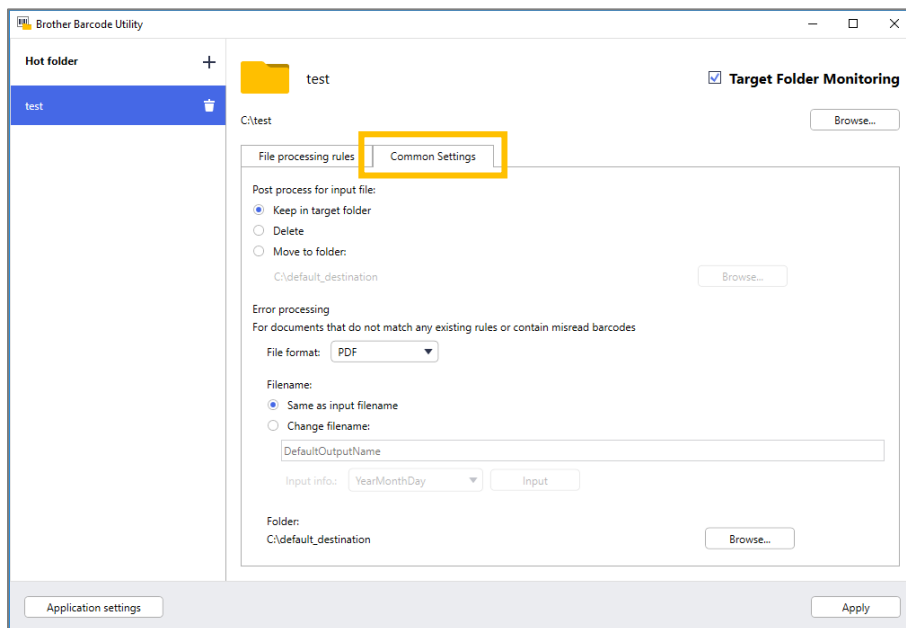 Brother Barcode Utility
Hot folder
test
test
Target Folder Monitoring
C:\test
Browse...
File processing rules
Common Settings
Post process for input file:
Keep in target folder
Delete
Move to folder:
C:\default_destination
Browse...
Error processing
For documents that do not match any existing rules or contain misread barcodes
File format:
PDF
Filename:
Same as input filename
Change filename:
DefaultOutputName
Input info.:
YearMonthDay
Input
Folder:
C:\default_destination
Browse...
Application settings
Apply